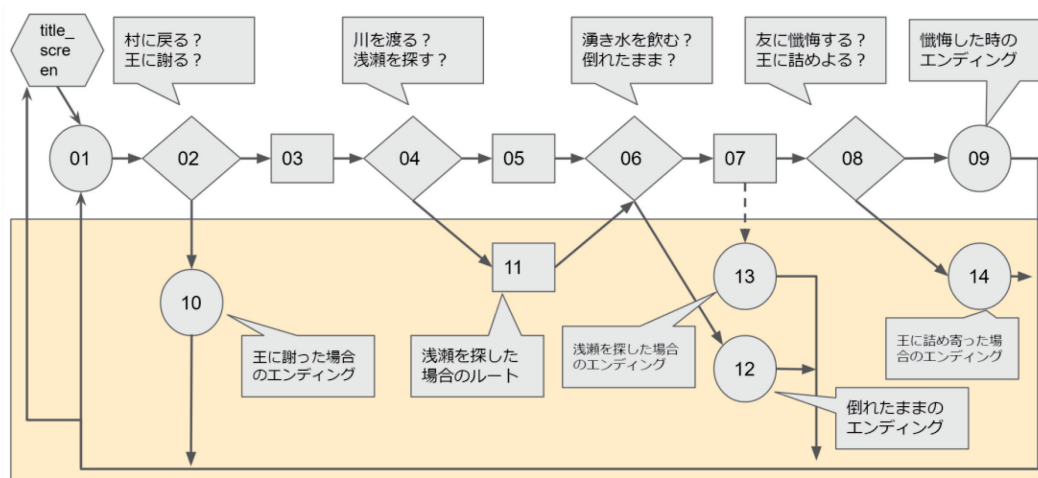 title_
scre
en
村に戻る?
王に謝る?
川を渡る?
浅瀬を探す?
湧き水を飲む?
倒れたまま?
友に懺悔する?
王に詰めよる?
懺悔した時の
エンディング
01
02
03
04
05
06
07
08
09
10
11
13
14
12
王に謝った場合
のエンディング
浅瀬を探した
場合のルート
浅瀬を探した場合
のエンディング
王に詰め寄った場
合のエンディング
倒れたままの
エンディング